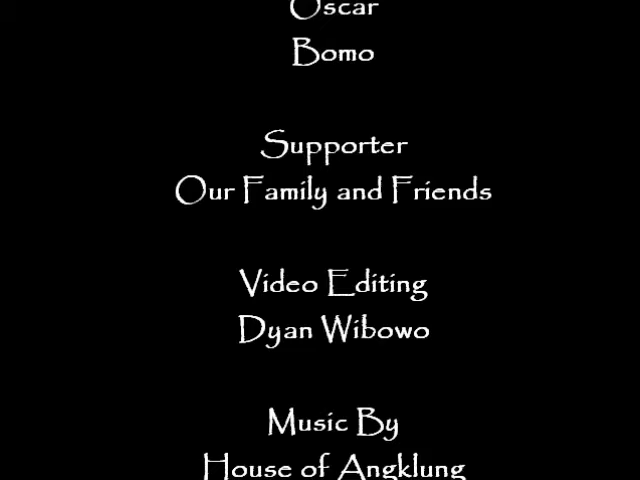 Oscar
Bomo
Supporter
Our Family and Friends
Video Editing
Dyan Wibowo
Music By
House of Angklung